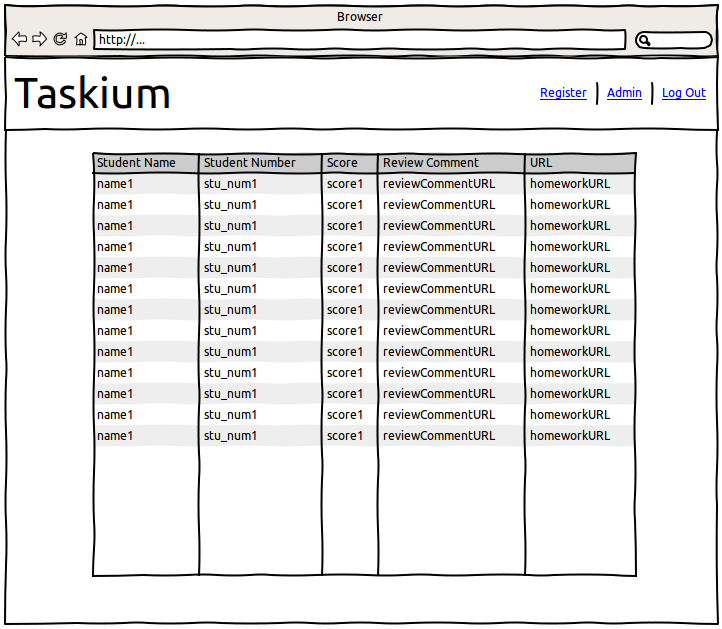 Browser
http://...
Taskium
Register | Admin | Log Out
Student Name Student Number Score Review Comment URL
name1 stu_num1 score1 reviewCommentURL homeworkURL
name1 stu_num1 score1 reviewCommentURL homeworkURL
name1 stu_num1 score1 reviewCommentURL homeworkURL
name1 stu_num1 score1 reviewCommentURL homeworkURL
name1 stu_num1 score1 reviewCommentURL homeworkURL
name1 stu_num1 score1 reviewCommentURL homeworkURL
name1 stu_num1 score1 reviewCommentURL homeworkURL
name1 stu_num1 score1 reviewCommentURL homeworkURL
name1 stu_num1 score1 reviewCommentURL homeworkURL
name1 stu_num1 score1 reviewCommentURL homeworkURL
name1 stu_num1 score1 reviewCommentURL homeworkURL
name1 stu_num1 score1 reviewCommentURL homeworkURL
name1 stu_num1 score1 reviewCommentURL homeworkURL